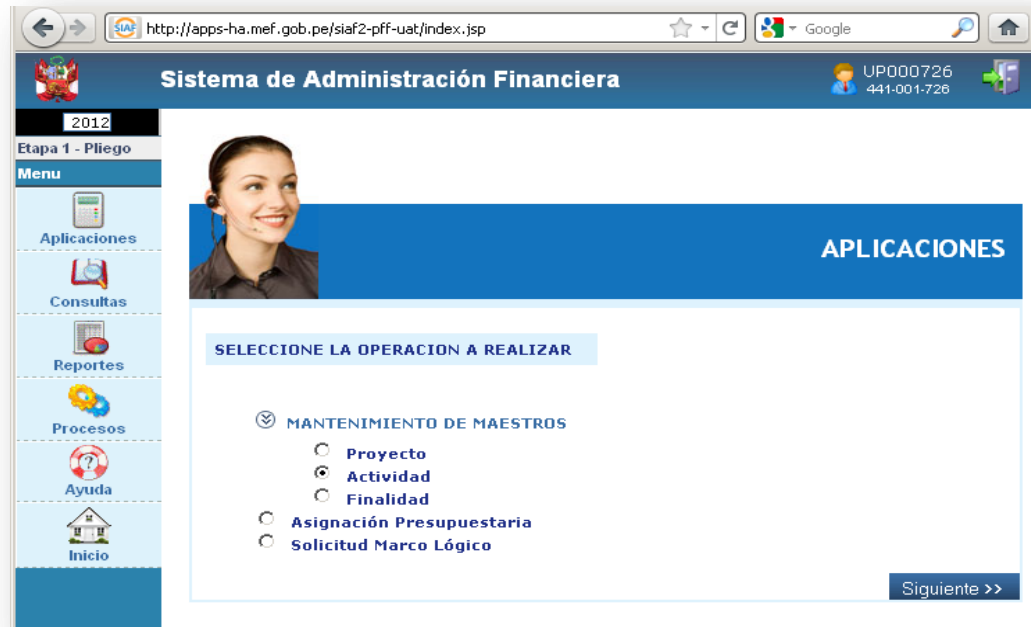 SIAF http://apps-ha.mef.gob.pe/siaf2-pff-uat/index.jsp Google
Sistema de Administración Financiera
UP000726
441-001-726
2012
Etapa 1 - Pliego
Menu
Aplicaciones
Consultas
Reportes
Procesos
Ayuda
Inicio
APLICACIONES
SELECCIONE LA OPERACION A REALIZAR
MANTENIMIENTO DE MAESTROS
Proyecto
Actividad
Finalidad
Asignación Presupuestaria
Solicitud Marco Lógico
Siguiente >>